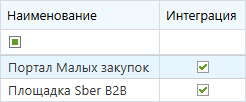 Наименование Интеграция
Портал Малых закупок
Площадка Sber B2B